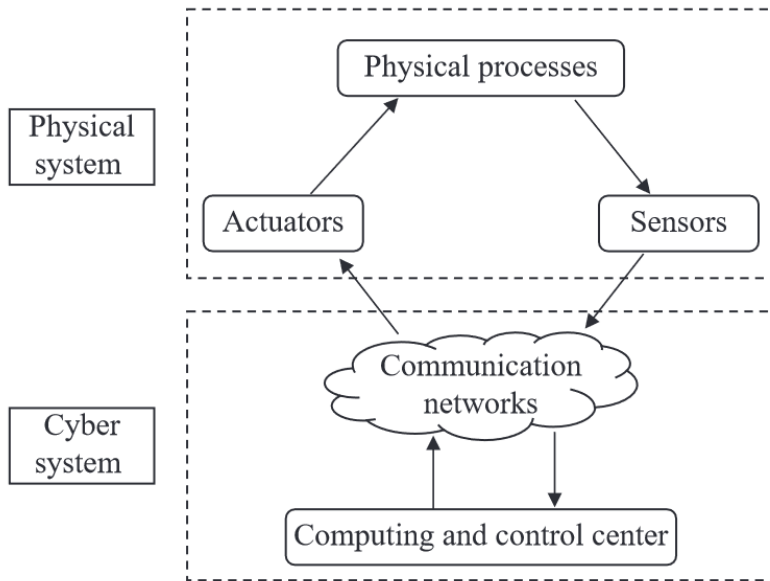 Physical processes
Physical
system
Actuators
Sensors
Communication
networks
Cyber
system
Computing and control center